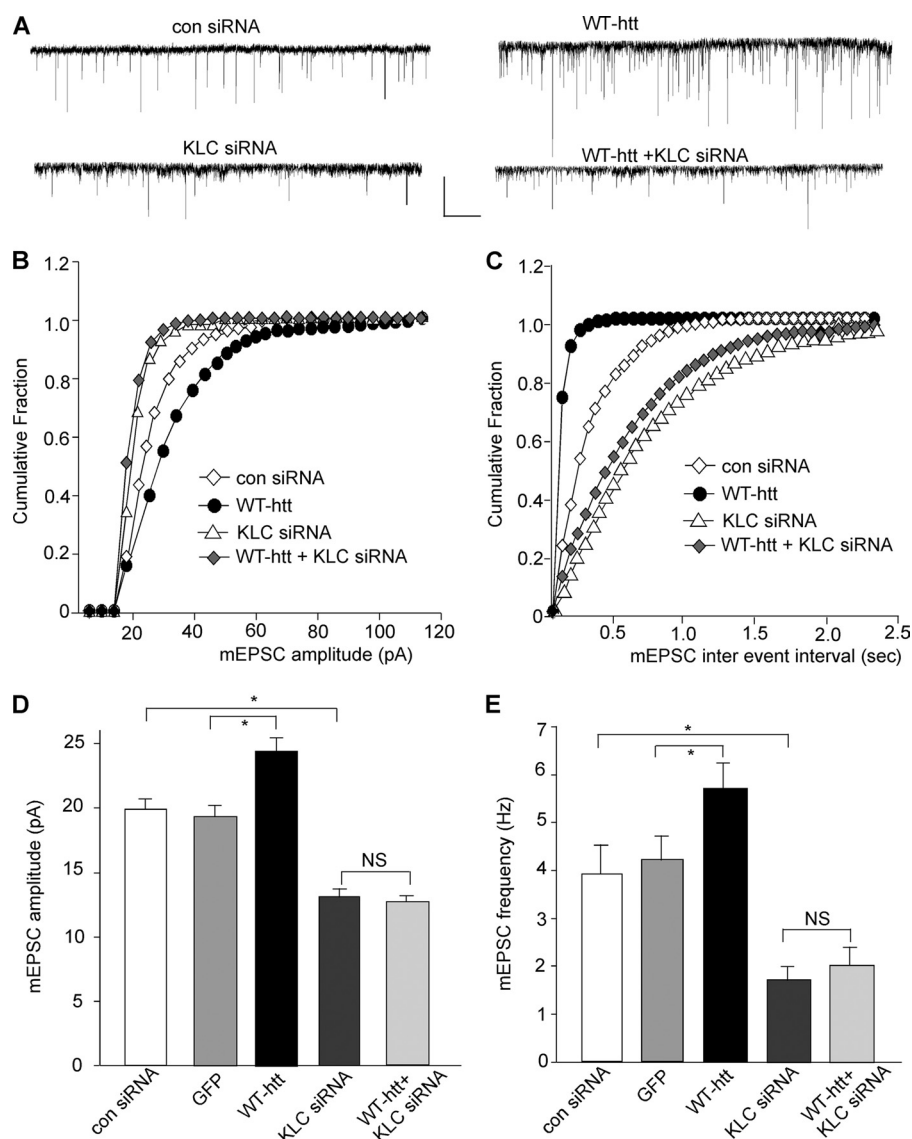 A
con siRNA
WT-htt
KLC siRNA
WT-htt +KLC siRNA
B
1.2
1.0
0.8
0.6
0.4
0.2
0
Cumulative Fraction
con siRNA
WT-htt
KLC siRNA
WT-htt + KLC siRNA
20 40 60 80 100 120
mEPSC amplitude (pA)
C
1.2
1.0
0.8
0.6
0.4
0.2
0
Cumulative Fraction
con siRNA
WT-htt
KLC siRNA
WT-htt + KLC siRNA
0.5 1.0 1.5 2.0 2.5
mEPSC inter event interval (sec)
D
25
20
15
10
5
0
mEPSC amplitude (pA)
*
*
NS
con siRNA
GFP
WT-htt
KLC siRNA
WT-htt+
KLC siRNA
E
7
6
5
4
3
2
1
0
mEPSC frequency (Hz)
*
*
NS
con siRNA
GFP
WT-htt
KLC siRNA
WT-htt+
KLC siRNA